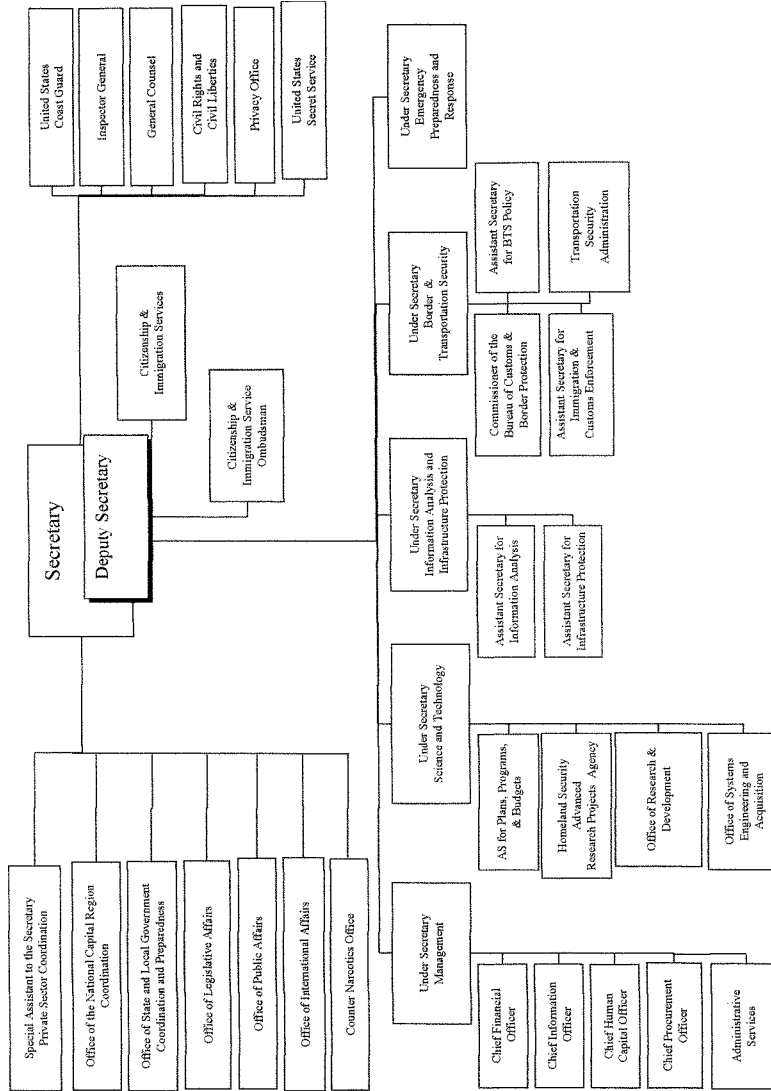 Secretary
Deputy Secretary
Special Assistant to the Secretary
Private Sector Coordination
Office of the National Capital Region
Coordination
Office of State and Local Government
Coordination and Preparedness
Office of Legislative Affairs
Office of Public Affairs
Office of International Affairs
Counter Narcotics Office
Citizenship &
Immigration Services
Citizenship &
Immigration Service
Ombudsman
United States
Coast Guard
Inspector General
General Counsel
Civil Rights and
Civil Liberties
Privacy Office
United States
Secret Service
Under Secretary
Management
Chief Financial
Officer
Chief Information
Officer
Chief Human
Capital Officer
Chief Procurement
Officer
Administrative
Services
Under Secretary
Science and Technology
AS for Plans, Programs,
& Budgets
Homeland Security
Advanced
Research Projects Agency
Office of Research &
Development
Office of Systems
Engineering and
Acquisition
Under Secretary
Information Analysis and
Infrastructure Protection
Assistant Secretary for
Information Analysis
Assistant Secretary for
Infrastructure Protection
Under Secretary
Border &
Transportation Security
Commissioner of the
Bureau of Customs &
Border Protection
Assistant Secretary
for BTS Policy
Assistant Secretary for
Immigration &
Customs Enforcement
Transportation
Security
Administration
Under Secretary
Emergency
Preparedness and
Response